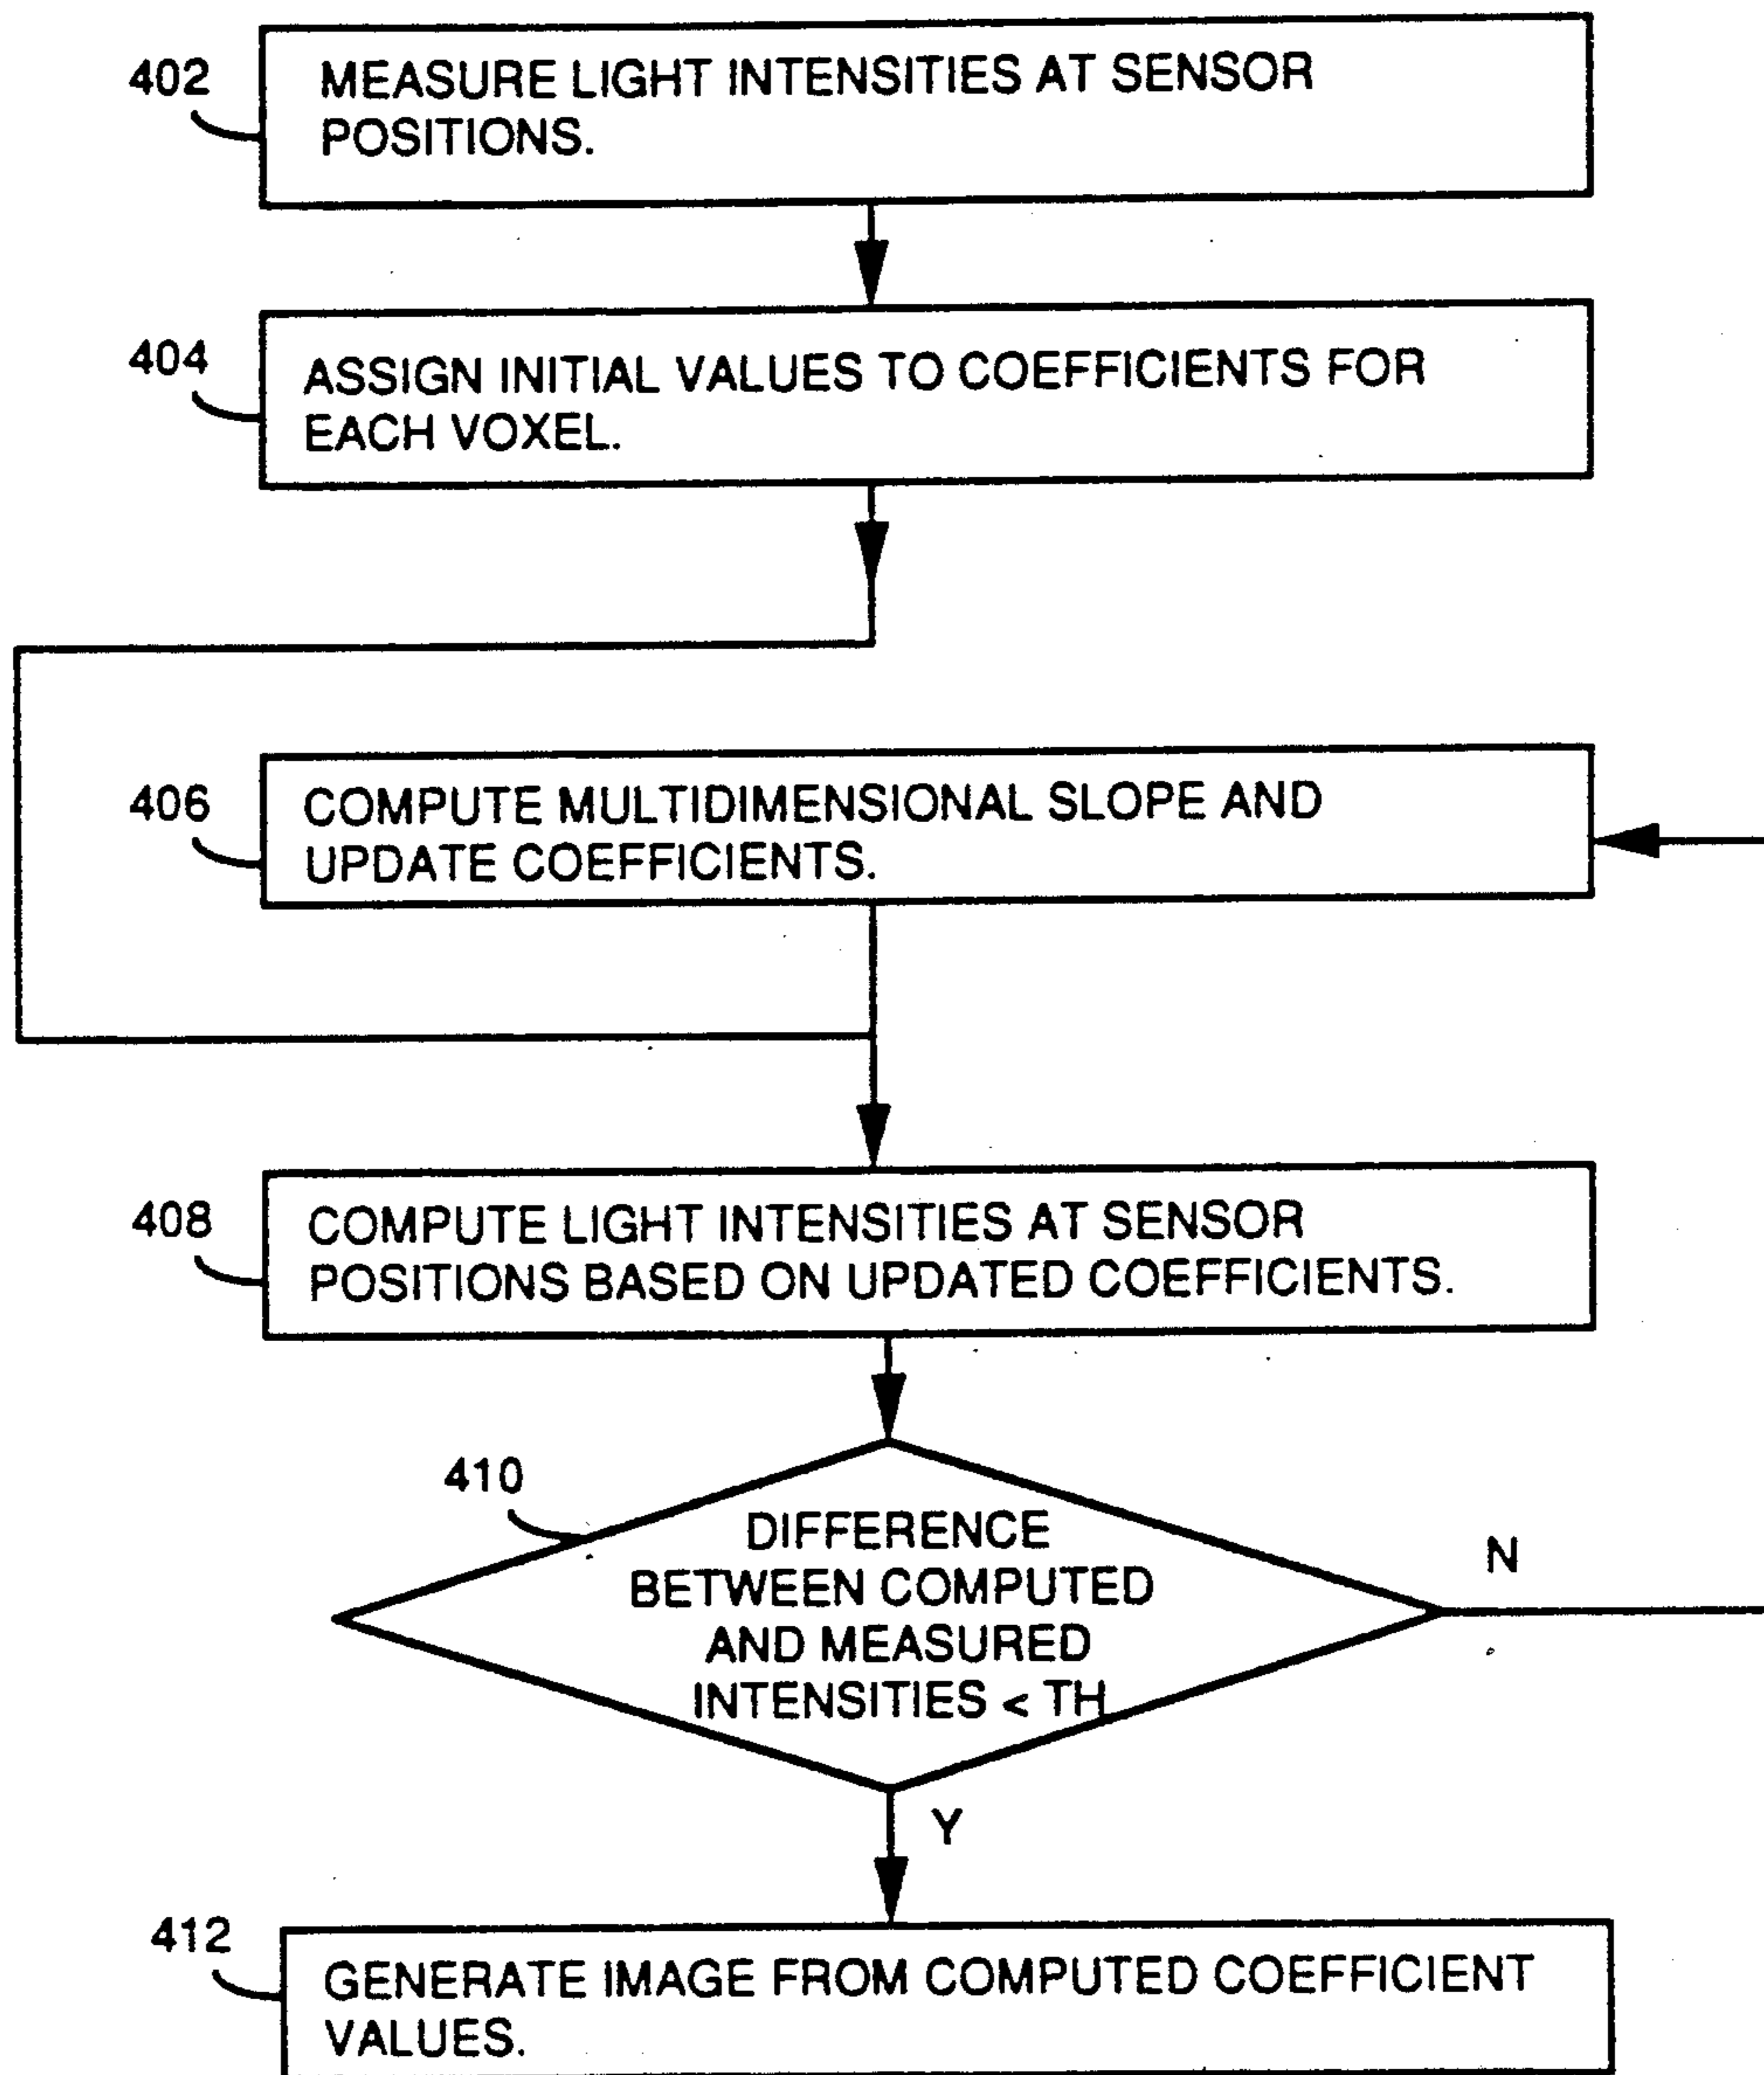 402
MEASURE LIGHT INTENSITIES AT SENSOR
POSITIONS.
404
ASSIGN INITIAL VALUES TO COEFFICIENTS FOR
EACH VOXEL.
406
COMPUTE MULTIDIMENSIONAL SLOPE AND
UPDATE COEFFICIENTS.
408
COMPUTE LIGHT INTENSITIES AT SENSOR
POSITIONS BASED ON UPDATED COEFFICIENTS.
410
DIFFERENCE
BETWEEN COMPUTED
AND MEASURED
INTENSITIES < TH
N
Y
412
GENERATE IMAGE FROM COMPUTED COEFFICIENT
VALUES.